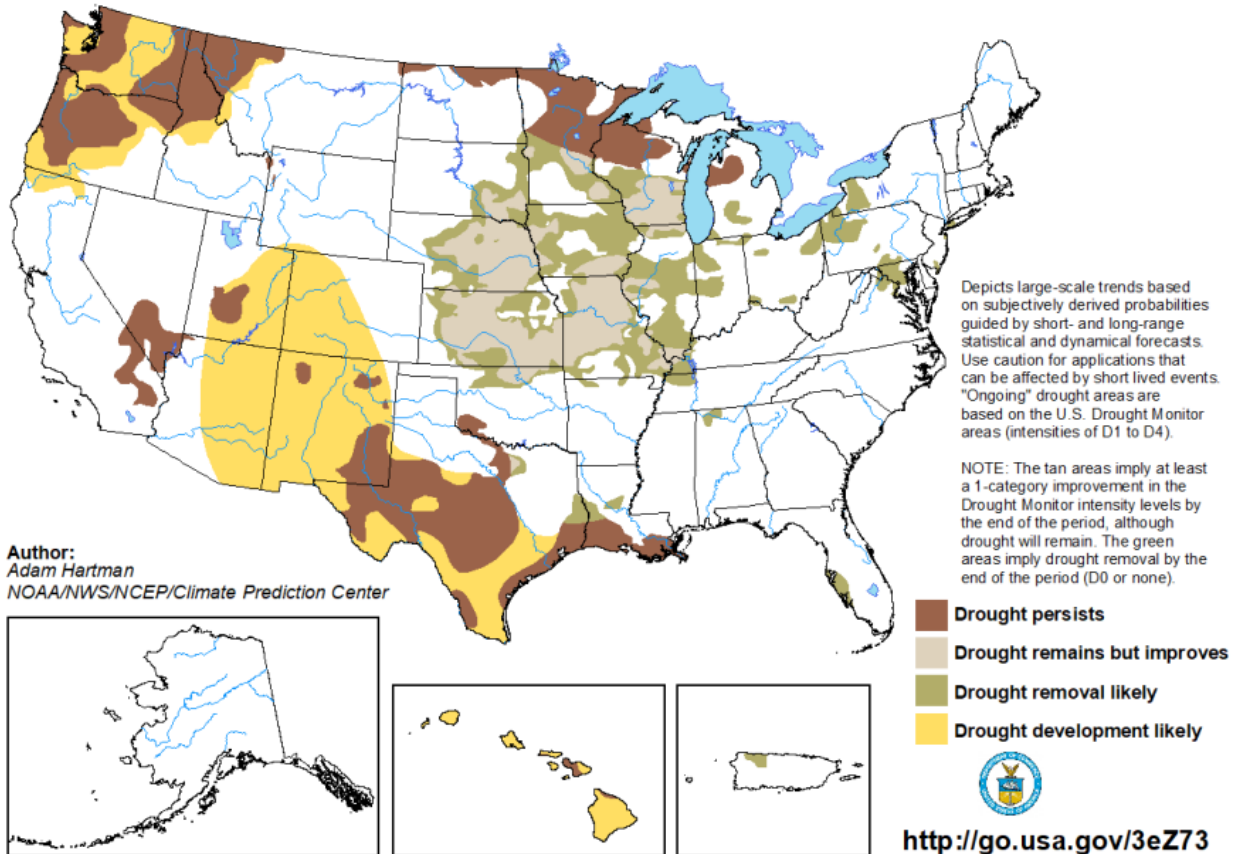 Depicts large-scale trends based
on subjectively derived probabilities
guided by short- and long-range
statistical and dynamical forecasts.
Use caution for applications that
can be affected by short lived events.
"Ongoing" drought areas are
based on the U.S. Drought Monitor
areas (intensities of D1 to D4).
NOTE: The tan areas imply at least
a 1-category improvement in the
Drought Monitor intensity levels by
the end of the period, although
drought will remain. The green
areas imply drought removal by the
end of the period (D0 or none).
Author:
Adam Hartman
NOAA/NWS/NCEP/Climate Prediction Center
Drought persists
Drought remains but improves
Drought removal likely
Drought development likely
http://go.usa.gov/3eZ73